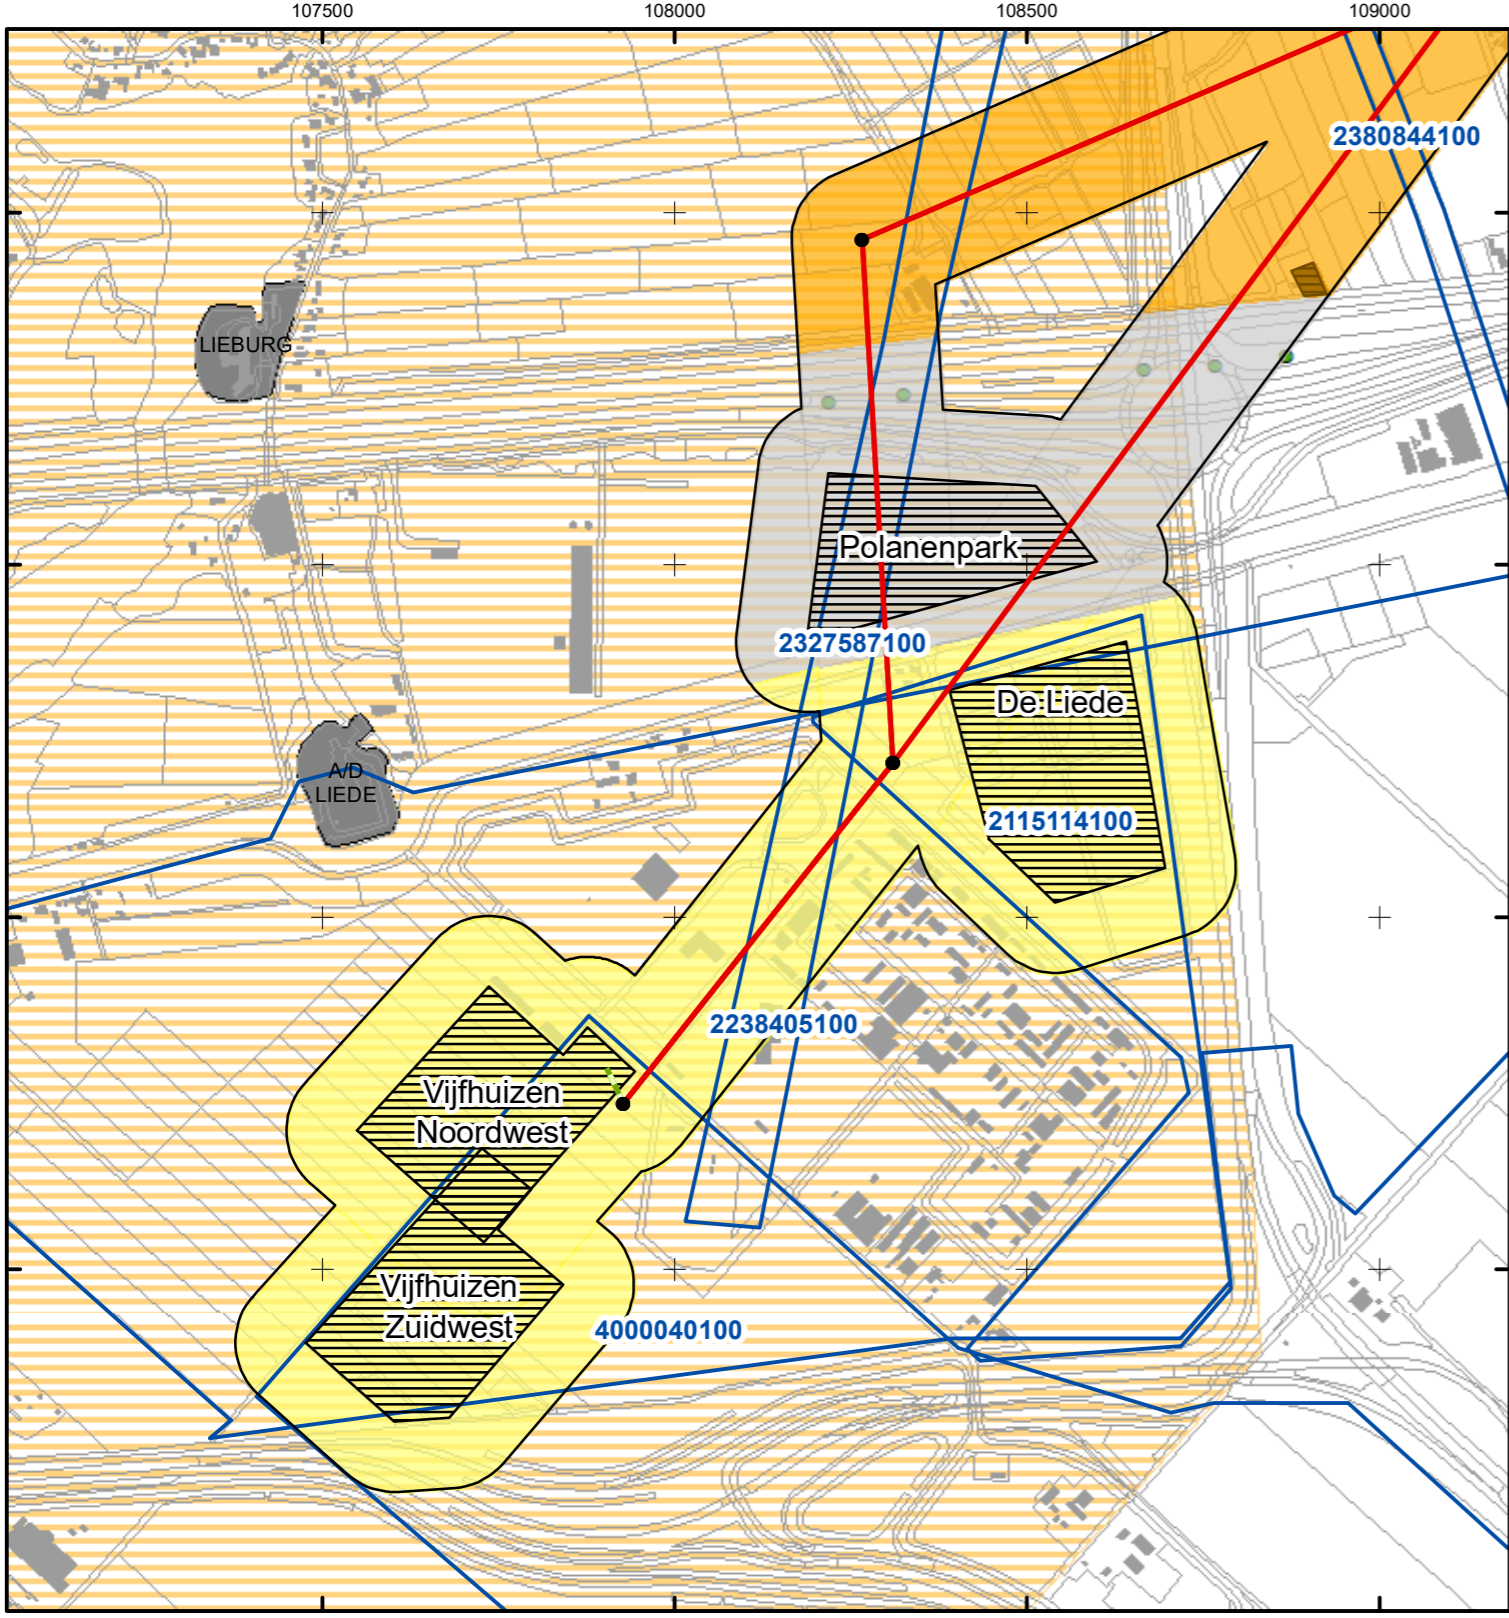 107500
108000
108500
109000
2380844100
LIEBURG
Polanenpark
2327587100
De Liede
A/D
LIEDE
2115114100
2238405100
Vijfhuizen
Noordwest
Vijfhuizen
Zuidwest
4000040100